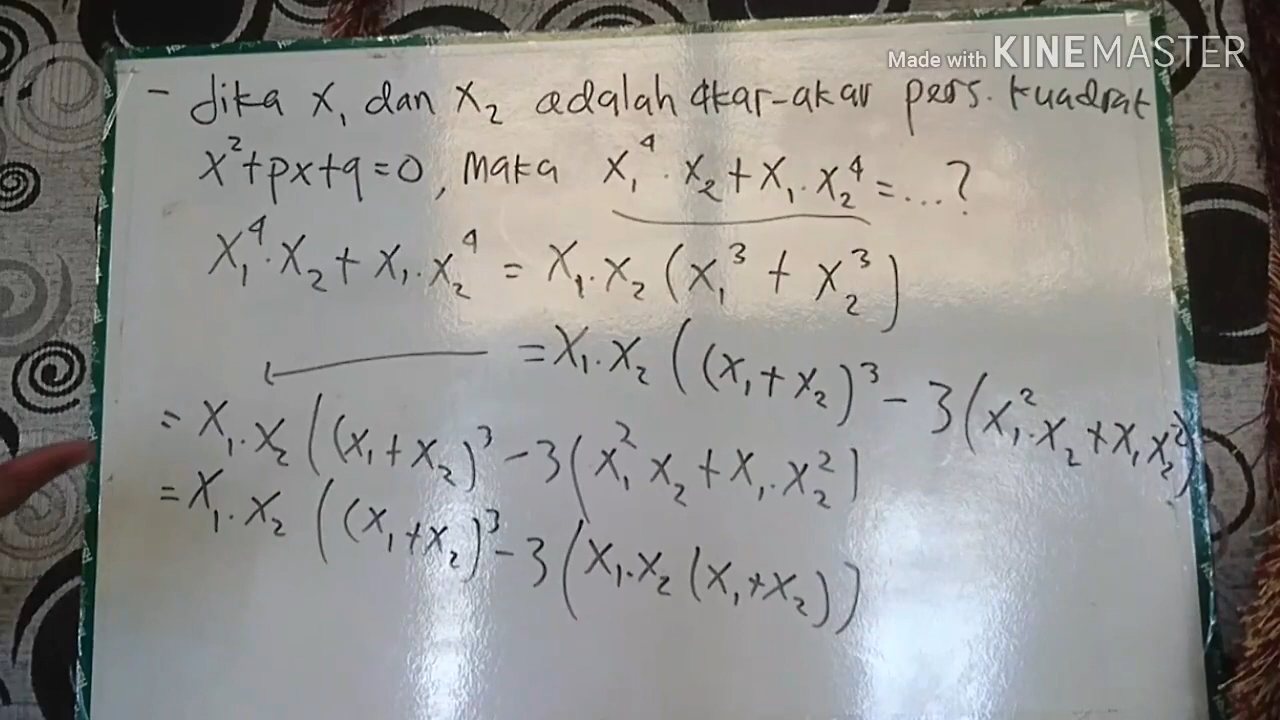 Made with KINEMASTER
- Jika x₁ dan x₂ adalah akar-akar pers. kuadrat
x²+px+q=0, maka x₁⁴·x₂+x₁·x₂⁴=...?
x₁⁴·x₂+x₁·x₂⁴ = x₁·x₂(x₁³+x₂³)
=x₁·x₂((x₁+x₂)³-3(x₁²·x₂+x₁x₂²)
=x₁·x₂((x₁+x₂)³-3(x₁²x₂+x₁·x₂²)
=x₁·x₂((x₁+x₂)³-3(x₁·x₂(x₁+x₂))